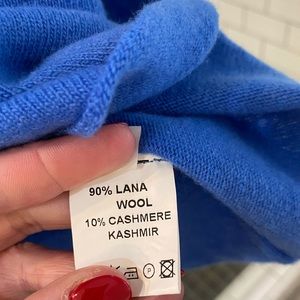 90% LANA
WOOL
10% CASHMERE
KASHMIR
P